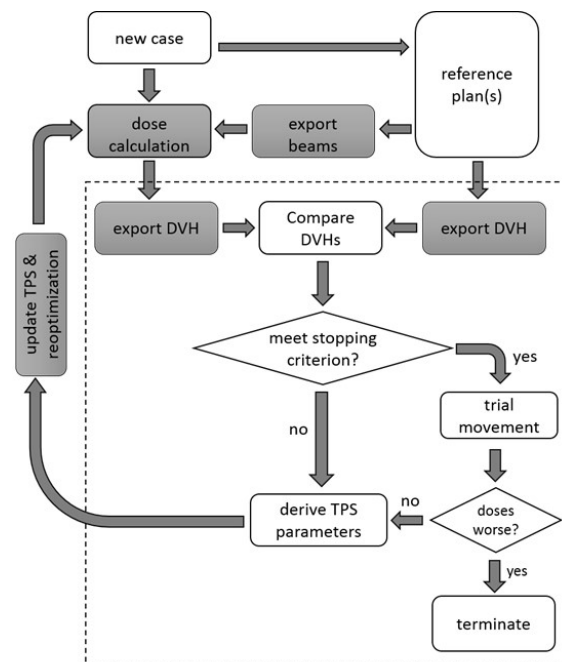 new case
reference
plan(s)
dose
calculation
export
beams
export DVH
Compare
DVHs
export DVH
update TPS &
reoptimization
meet stopping
criterion?
yes
trial
movement
no
derive TPS
parameters
no
doses
worse?
yes
terminate